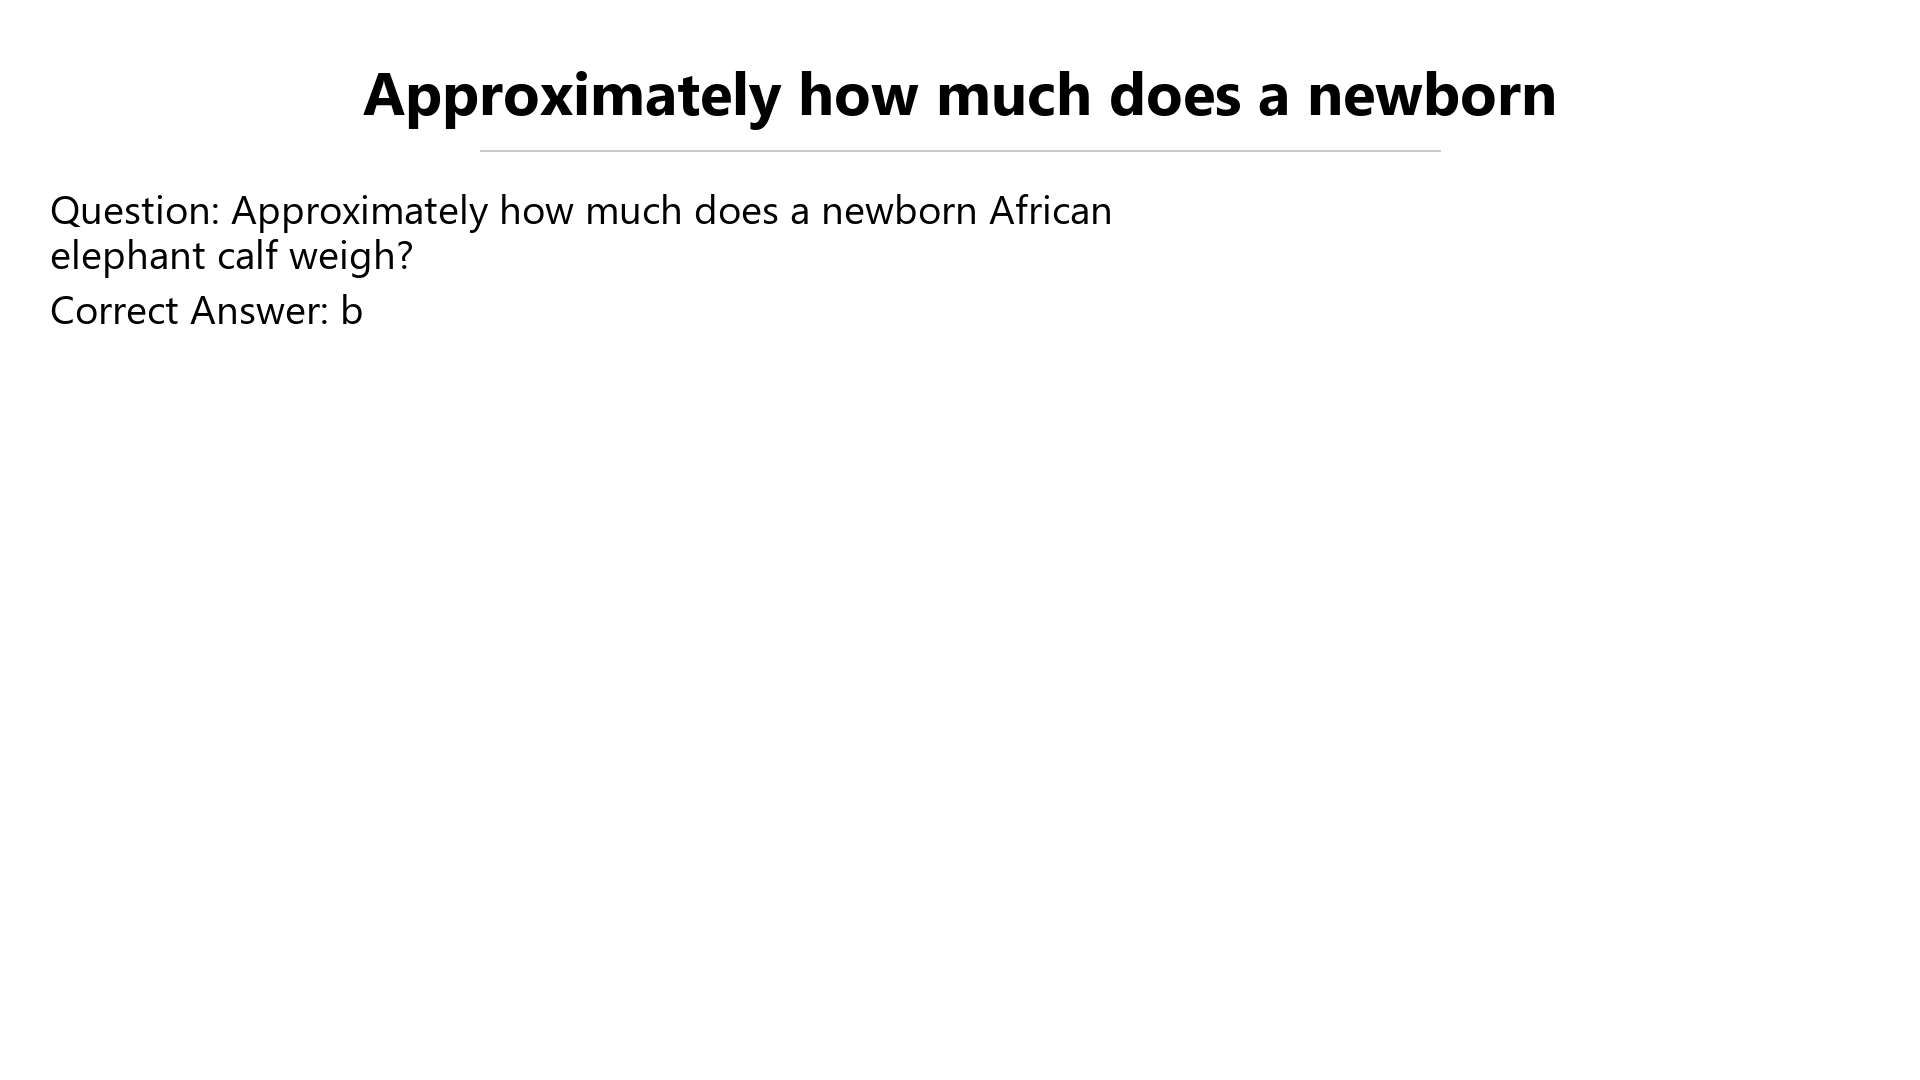 Approximately how much does a newborn
Question: Approximately how much does a newborn African
elephant calf weigh?
Correct Answer: b